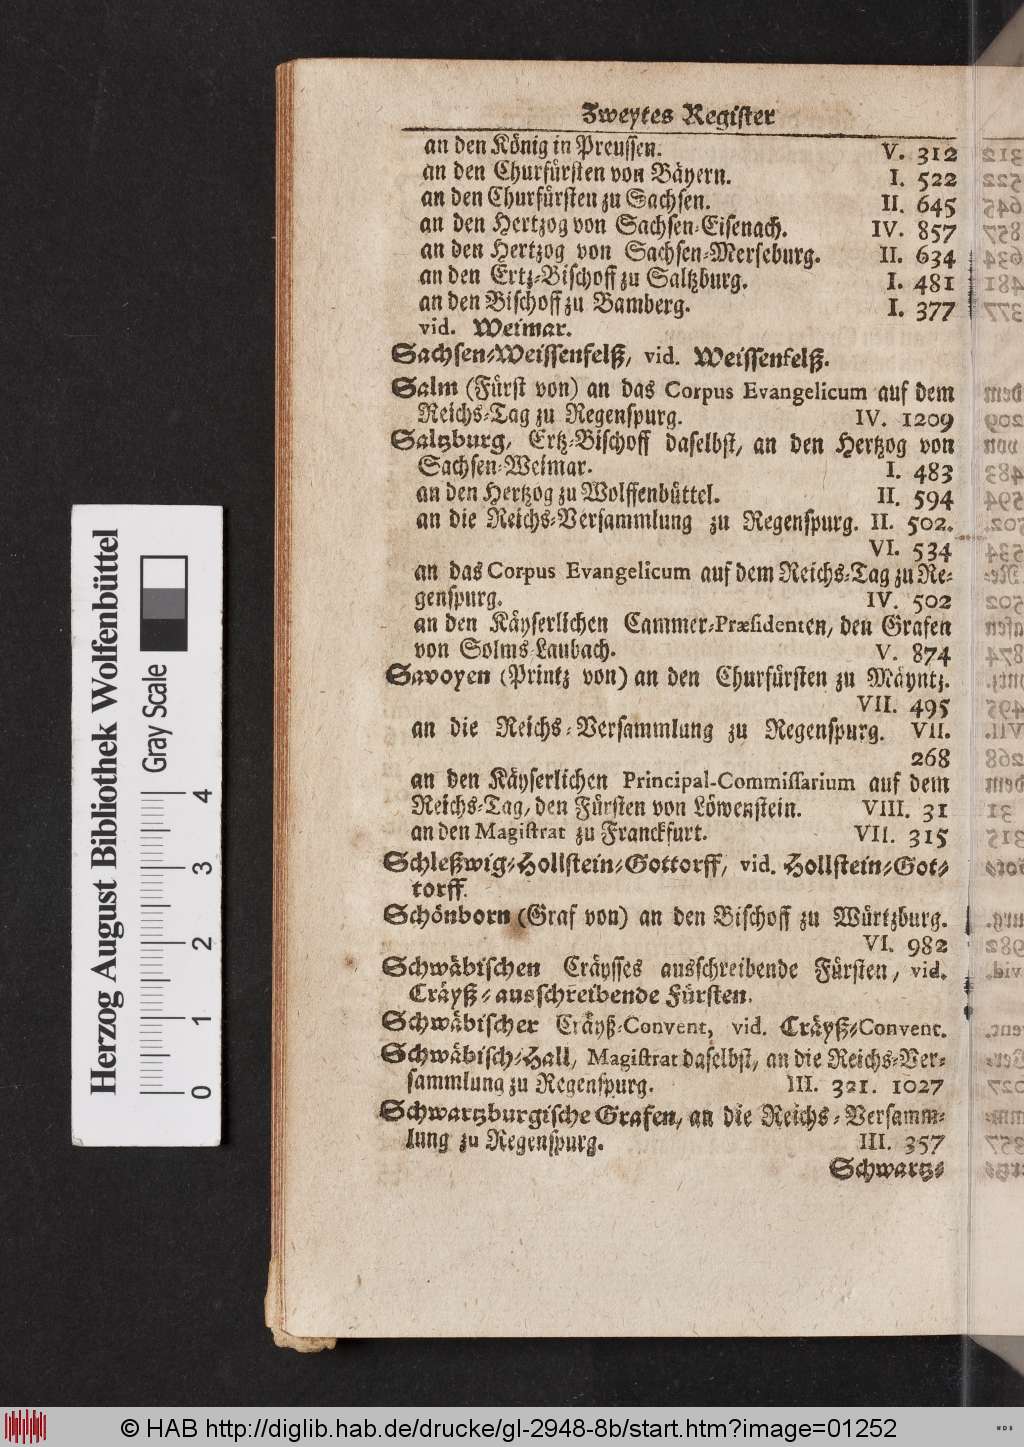 Zweytes Register
an den König in Preussen. V. 312
an den Churfürsten von Bäyern. I. 522
an den Churfürsten zu Sachsen. II. 645
an den Hertzog von Sachsen-Eisenach. IV. 857
an den Hertzog von Sachsen-Merseburg. II. 634
an den Ertz-Bischoff zu Saltzburg. I. 481
an den Bischoff zu Bamberg. I. 377
vid. Weimar.
Sachsen-Weissenfelß, vid. Weissenfelß.
Salm (Fürst von) an das Corpus Evangelicum auf dem
Reichs-Tag zu Regenspurg. IV. 1209
Saltzburg, Ertz-Bischoff daselbst, an den Hertzog von
Sachsen-Weimar. I. 483
an den Hertzog zu Wolffenbüttel. II. 594
an die Reichs-Versammlung zu Regenspurg. II. 502.
VI. 534
an das Corpus Evangelicum auf dem Reichs-Tag zu Re-
genspurg. IV. 502
an den Käyserlichen Cammer-Præsidenten, den Grafen
von Solms-Laubach. V. 874
Savoyen (Printz von) an den Churfürsten zu Mäyntz.
VII. 495
an die Reichs-Versammlung zu Regenspurg. VII.
268
an den Käyserlichen Principal-Commissarium auf dem
Reichs-Tag, den Fürsten von Löwenstein. VIII. 31
an den Magistrat zu Franckfurt. VII. 315
Schleßwig-Hollstein-Gottorff, vid. Hollstein-Got-
torff.
Schönborn (Graf von) an den Bischoff zu Würtzburg.
VI. 982
Schwäbischen Cräysses ausschreibende Fürsten, vid.
Cräyß-ausschreibende Fürsten.
Schwäbischer Cräyß-Convent, vid. Cräyß-Convent.
Schwäbisch-Hall, Magistrat daselbst, an die Reichs-Ver-
sammlung zu Regenspurg. III. 321. 1027
Schwartzburgische Grafen, an die Reichs-Versamm-
lung zu Regenspurg. III. 357
Schwartz-
Herzog August Bibliothek Wolfenbüttel
Gray Scale
0 1 2 3 4
© HAB http://diglib.hab.de/drucke/gl-2948-8b/start.htm?image=01252